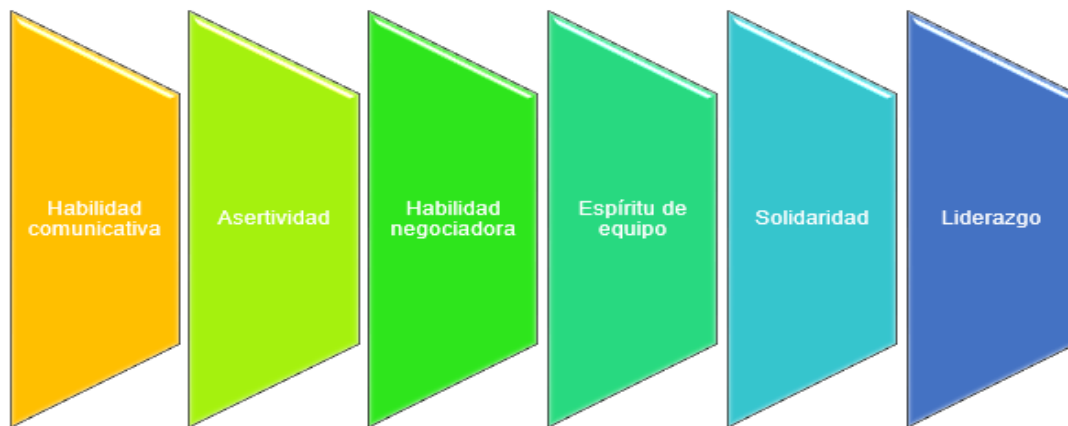 Habilidad
comunicativa
Asertividad
Habilidad
negociadora
Espíritu de
equipo
Solidaridad
Liderazgo